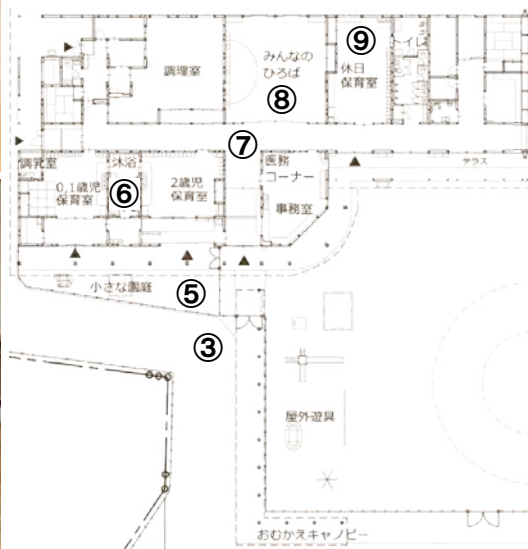 調理室
みんなの
ひろば
⑧
⑨
休日
保育室
トイレ
⑦
調乳室
沐浴
⑥
0,1歳児
保育室
2歳児
保育室
医務
コーナー
事務室
テラス
小さな園庭
⑤
③
屋外遊具
おむかえキャノピー